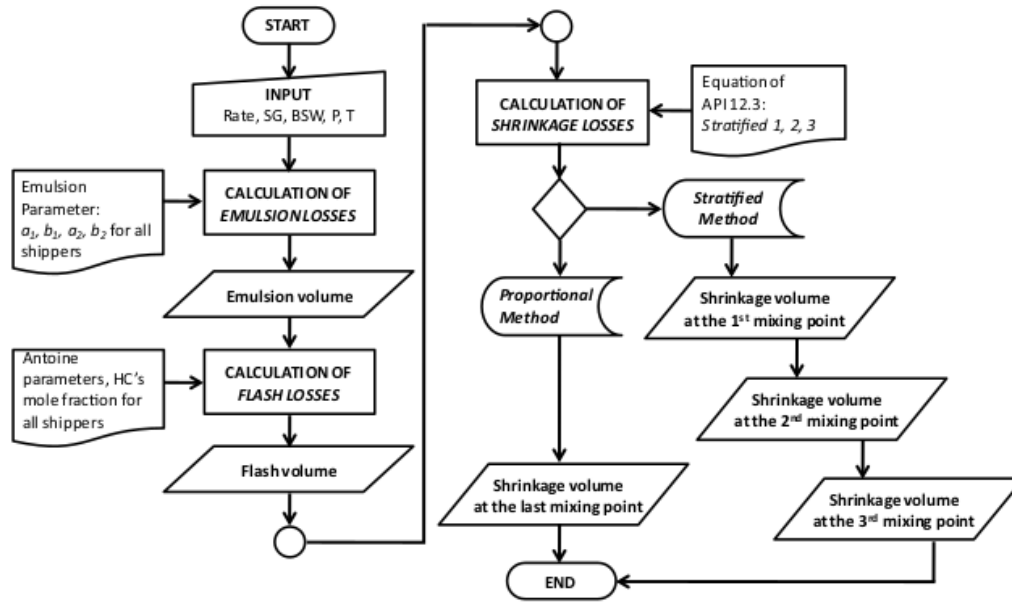 START
INPUT
Rate, SG, BSW, P, T
Emulsion
Parameter:
a₁, b₁, a₂, b₂ for all
shippers
CALCULATION OF
EMULSION LOSSES
Emulsion volume
Antoine
parameters, HC's
mole fraction for
all shippers
CALCULATION OF
FLASH LOSSES
Flash volume
CALCULATION OF
SHRINKAGE LOSSES
Equation of
API 12.3:
Stratified 1, 2, 3
Stratified
Method
Proportional
Method
Shrinkage volume
at the 1st mixing point
Shrinkage volume
at the 2nd mixing point
Shrinkage volume
at the last mixing point
Shrinkage volume
at the 3rd mixing point
END